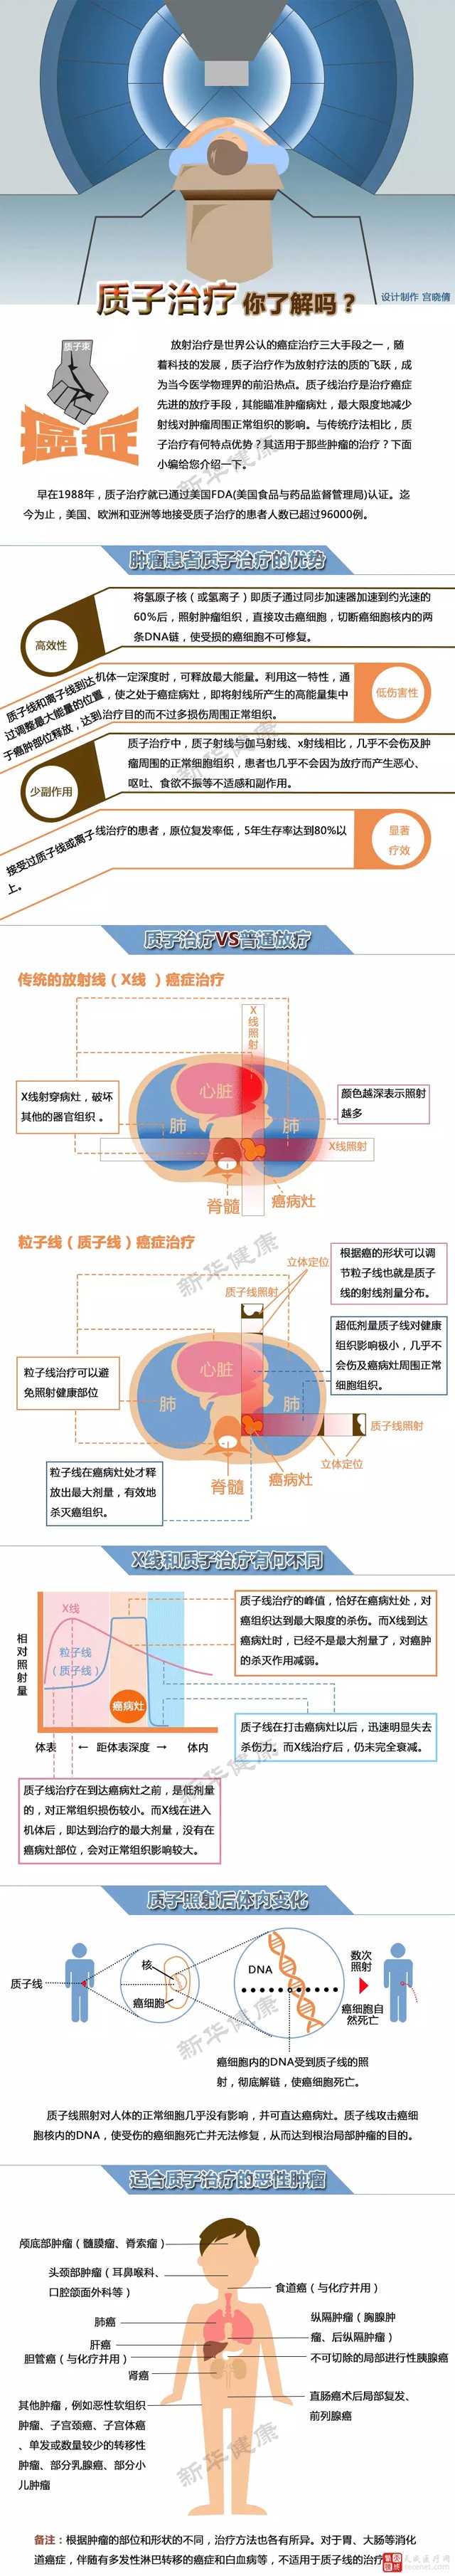 质子治疗 你了解吗？
设计制作 宫晓倩
质子束
癌症
放射治疗是世界公认的癌症治疗三大手段之一，随
着科技的发展，质子治疗作为放射疗法的质的飞跃，成
为当今医学物理界的前沿热点。质子线治疗是治疗癌症
先进的放疗手段，其能瞄准肿瘤病灶，最大限度地减少
射线对肿瘤周围正常组织的影响。与传统疗法相比，质
子治疗有何特点优势？其适用于那些肿瘤的治疗？下面
小编给您介绍一下。
早在1988年，质子治疗就已通过美国FDA(美国食品与药品监督管理局)认证。迄
今为止，美国、欧洲和亚洲等地接受质子治疗的患者人数已超过96000例。
肿瘤患者质子治疗的优势
高效性
将氢原子核（或氢离子）即质子通过同步加速器加速到约光速的
60%后，照射肿瘤组织，直接攻击癌细胞，切断癌细胞核内的两
条DNA链，使受损的癌细胞不可修复。
低伤害性
质子线和离子线到达机体一定深度时，可释放最大能量。利用这一特性，通
过调整最大能量的位置，使之处于癌症病灶，即将射线所产生的高能量集中
于癌肿部位释放，达到治疗目的而不过多损伤周围正常组织。
少副作用
质子治疗中，质子射线与伽马射线、x射线相比，几乎不会伤及肿
瘤周围的正常细胞组织，患者也几乎不会因为放疗而产生恶心、
呕吐、食欲不振等不适感和副作用。
显著
疗效
接受过质子线或离子线治疗的患者，原位复发率低，5年生存率达到80%以
上。
质子治疗VS普通放疗
传统的放射线（X线 ）癌症治疗
X线照射
X线射穿病灶，破坏
其他的器官组织 。
心脏
肺
肺
颜色越深表示照射
越多
X线照射
脊髓
癌病灶
粒子线（质子线）癌症治疗
立体定位
质子线照射
根据癌的形状可以调
节粒子线也就是质子
线的射线剂量分布。
超低剂量质子线对健康
组织影响极小，几乎不
会伤及癌病灶周围正常
细胞组织。
粒子线治疗可以避
免照射健康部位
心脏
肺
肺
质子线照射
立体定位
粒子线在癌病灶处才释
放出最大剂量，有效地
杀灭癌组织。
脊髓
癌病灶
X线和质子治疗有何不同
相对照射量
X线
粒子线
（质子线）
癌病灶
体表 ← 距体表深度 → 体内
质子线治疗的峰值，恰好在癌病灶处，对
癌组织达到最大限度的杀伤。而X线到达
癌病灶时，已经不是最大剂量了，对癌肿
的杀灭作用减弱。
质子线在打击癌病灶以后，迅速明显失去
杀伤力。而X线治疗后，仍未完全衰减。
质子线治疗在到达癌病灶之前，是低剂量
的，对正常组织损伤较小。而X线在进入
机体后，即达到治疗的最大剂量，没有在
癌病灶部位，会对正常组织影响较大。
质子照射后体内变化
质子线
核
癌细胞
DNA
数次
照射
癌细胞自
然死亡
癌细胞内的DNA受到质子线的照
射，彻底解链，使癌细胞死亡。
质子线照射对人体的正常细胞几乎没有影响，并可直达癌病灶。质子线攻击癌细
胞核内的DNA，使受伤的癌细胞死亡并无法修复，从而达到根治局部肿瘤的目的。
适合质子治疗的恶性肿瘤
颅底部肿瘤（髓膜瘤、脊索瘤）
头颈部肿瘤（耳鼻喉科、
口腔颌面外科等）
食道癌（与化疗并用）
肺癌
纵隔肿瘤（胸腺肿
瘤、后纵隔肿瘤）
肝癌
胆管癌（与化疗并用）
不可切除的局部进行性胰腺癌
肾癌
直肠癌术后局部复发、
前列腺癌
其他肿瘤，例如恶性软组织
肿瘤、子宫颈癌、子宫体癌
、单发或数量较少的转移性
肿瘤、部分乳腺癌、部分小
儿肿瘤
备注：根据肿瘤的部位和形状的不同，治疗方法也各有所异。对于胃、大肠等消化
道癌症，伴随有多发性淋巴转移的癌症和白血病等，不适用于质子线的治疗
新华健康
新华健康
新华健康
新华健康
新华健康
新华健康